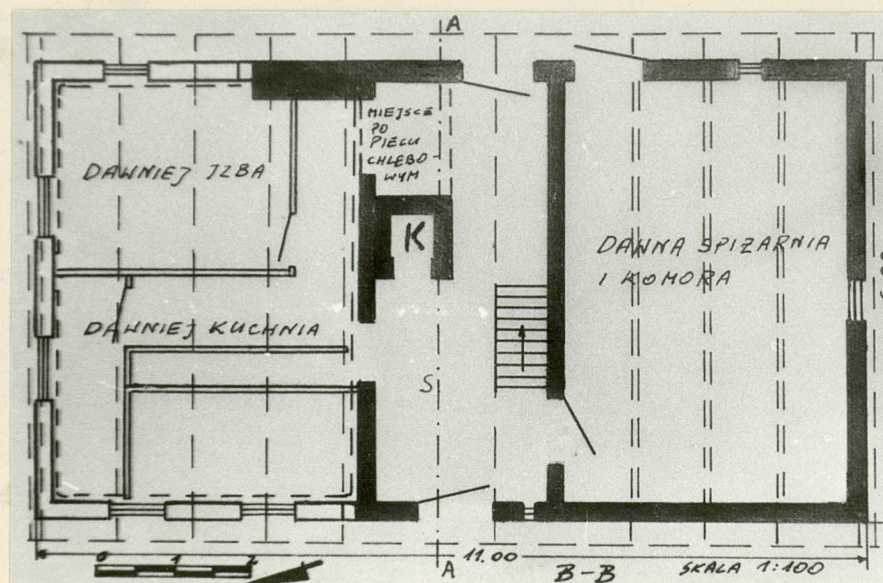 A
MIEJSCE
PO
PIECU
CHLEBO-
WYM
DAWNIEJ IZBA
K
DAWNA SPIŻARNIA
I KOMORA
DAWNIEJ KUCHNIA
S
0 1 2
11.00
A
B-B
SKALA 1:100